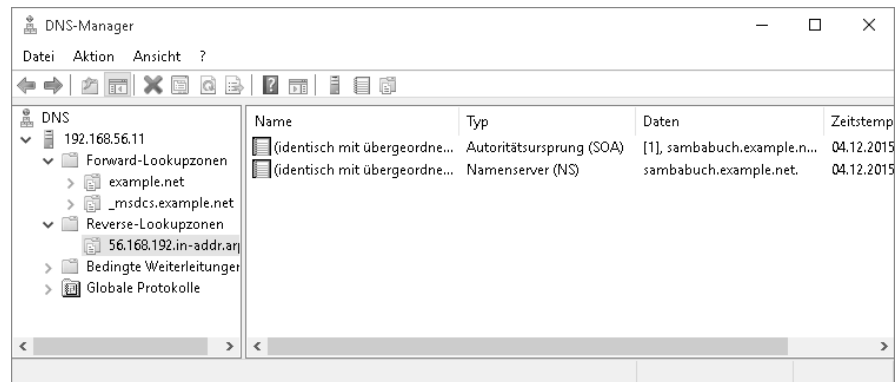 DNS-Manager
Datei Aktion Ansicht ?
DNS
192.168.56.11
Forward-Lookupzonen
example.net
_msdcs.example.net
Reverse-Lookupzonen
56.168.192.in-addr.arp
Bedingte Weiterleitunger
Globale Protokolle
Name Typ Daten Zeitstemp
(identisch mit übergeordne... Autoritätsursprung (SOA) [1], sambabuch.example.n... 04.12.2015
(identisch mit übergeordne... Namenserver (NS) sambabuch.example.net. 04.12.2015